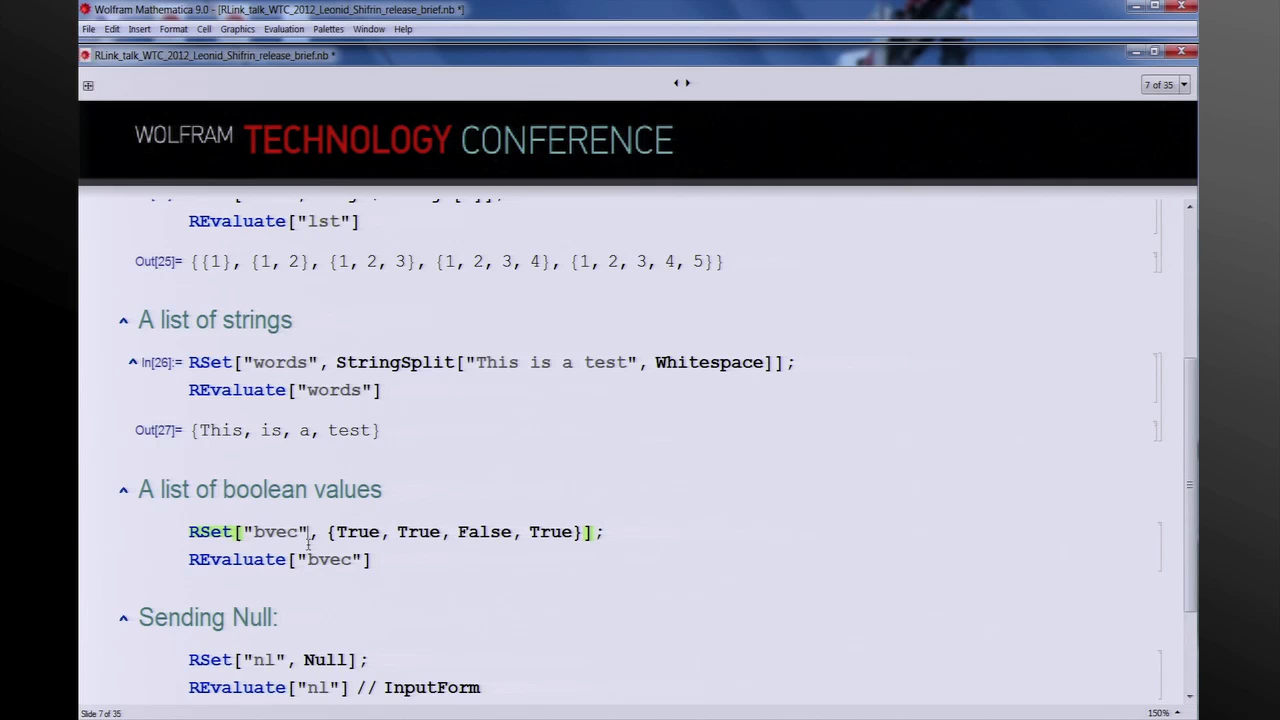 Wolfram Mathematica 9.0 - [RLink_talk_WTC_2012_Leonid_Shifrin_release_brief.nb *]
File Edit Insert Format Cell Graphics Evaluation Palettes Window Help
RLink_talk_WTC_2012_Leonid_Shifrin_release_brief.nb *
7 of 35
WOLFRAM TECHNOLOGY CONFERENCE
REvaluate["lst"]
Out[25]= {{1}, {1, 2}, {1, 2, 3}, {1, 2, 3, 4}, {1, 2, 3, 4, 5}}
A list of strings
In[26]:= RSet["words", StringSplit["This is a test", Whitespace]];
REvaluate["words"]
Out[27]= {This, is, a, test}
A list of boolean values
RSet["bvec", {True, True, False, True}];
REvaluate["bvec"]
Sending Null:
RSet["nl", Null];
REvaluate["nl"] // InputForm
Slide 7 of 35
150%